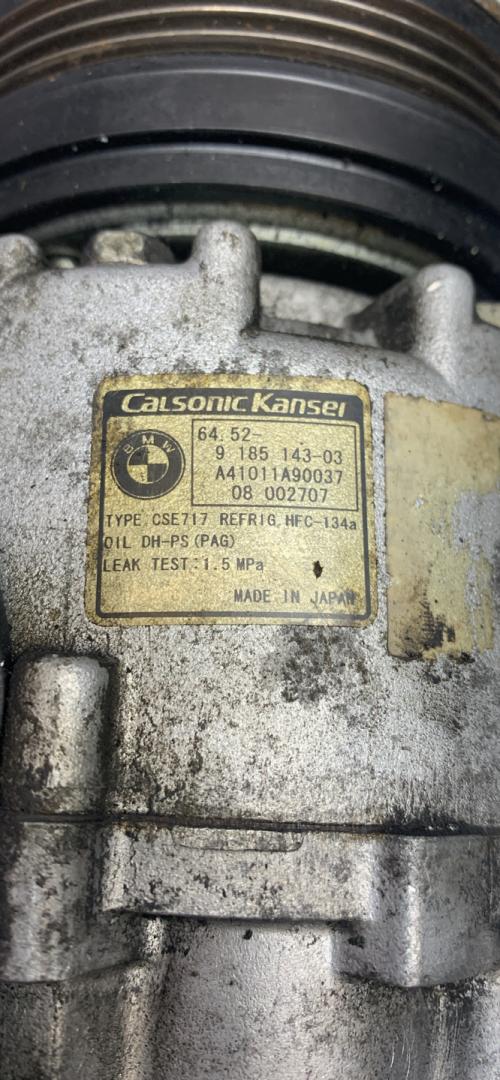 CALSONIC KANSEI
BMW
64. 52-
9 185 143-03
A41011A90037
08 002707
TYPE CSE717 REFRIG HFC-134a
OIL DH-PS (PAG)
LEAK TEST: 1.5 MPa
MADE IN JAPAN